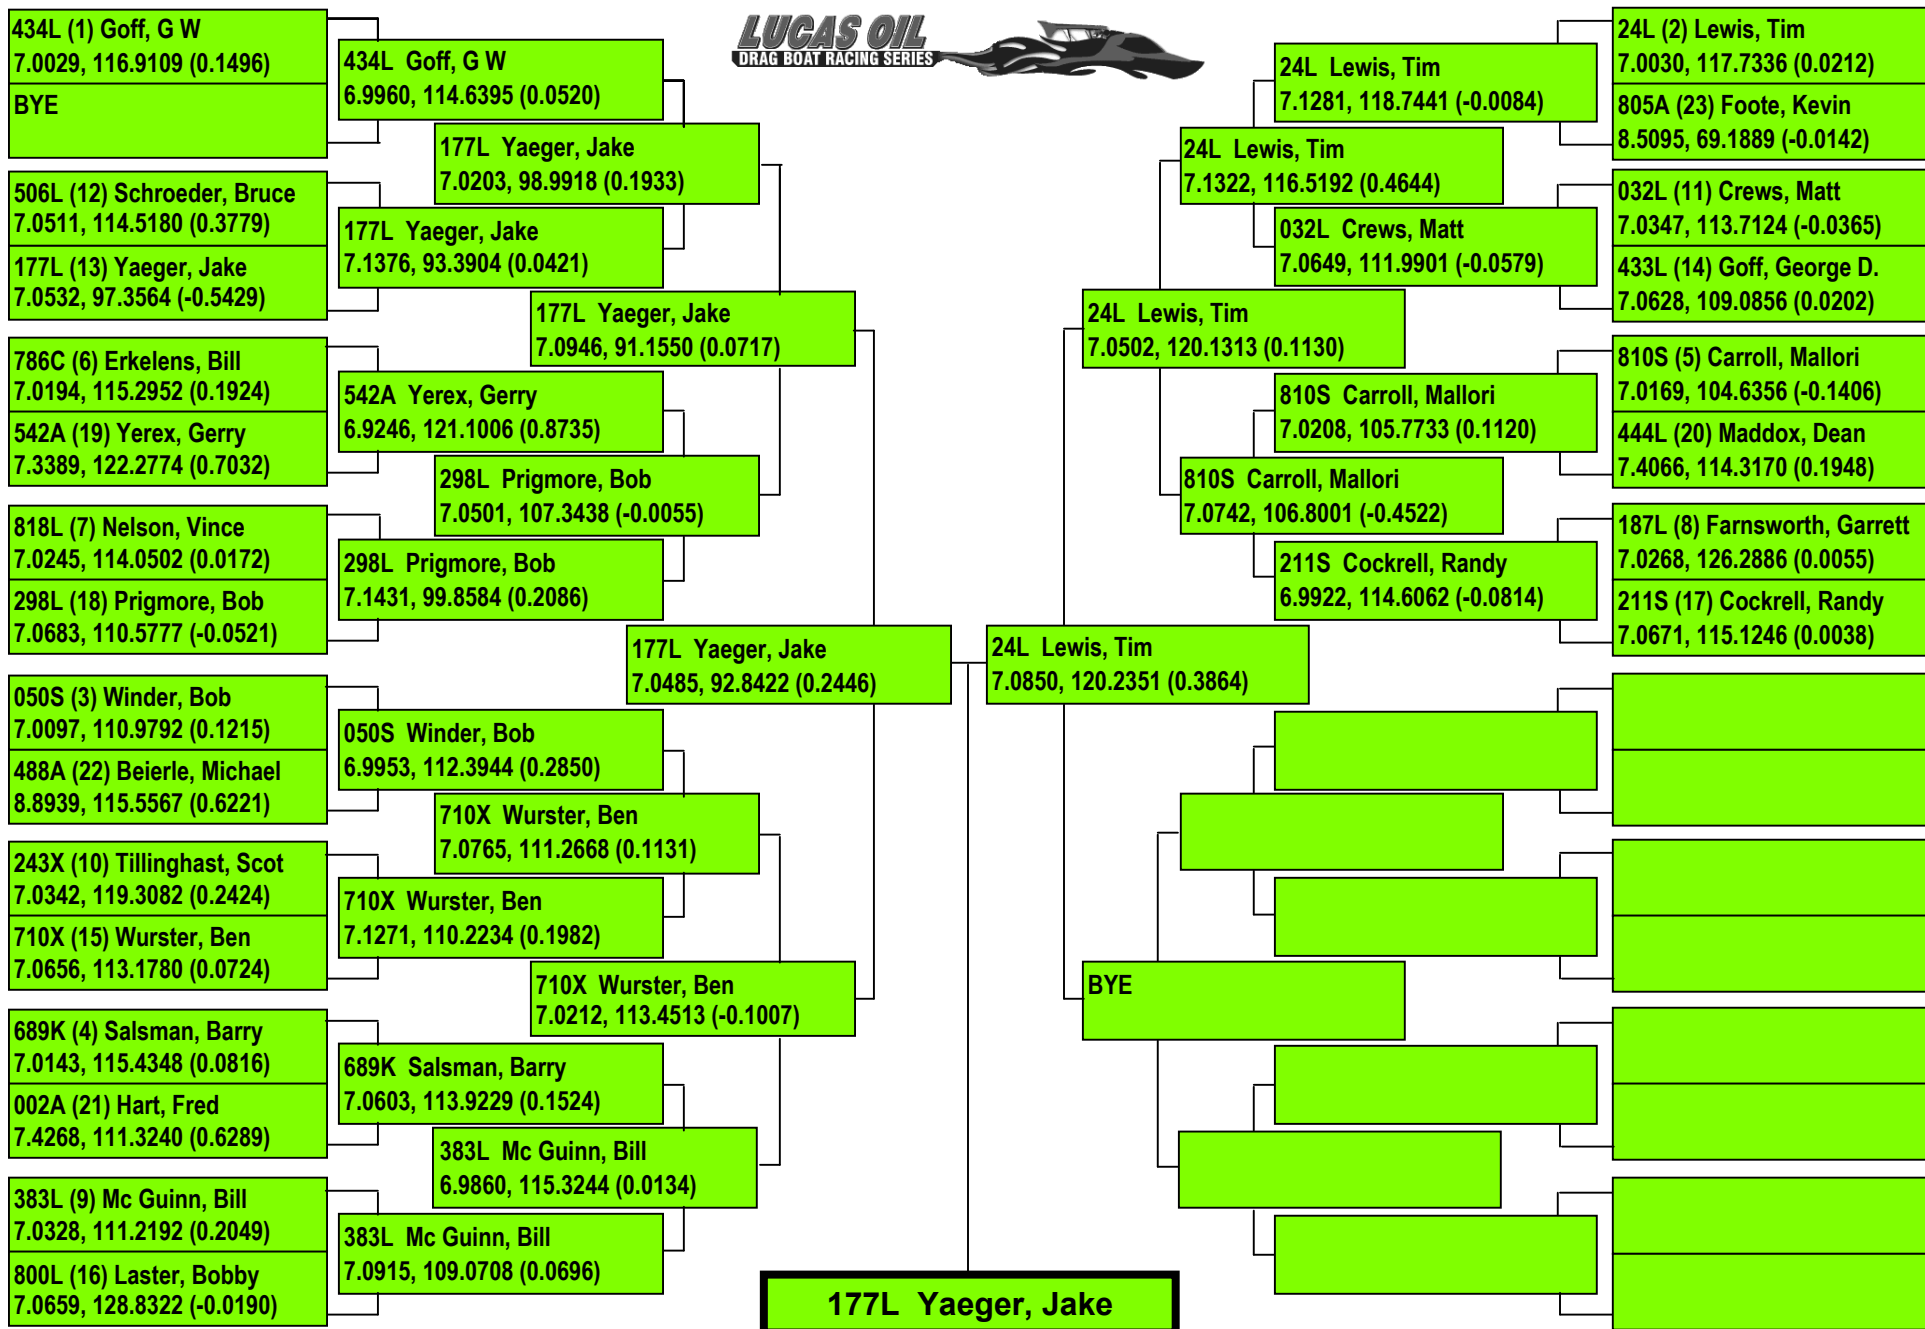 LUCAS OIL
DRAG BOAT RACING SERIES
434L (1) Goff, G W
7.0029, 116.9109 (0.1496)
BYE
506L (12) Schroeder, Bruce
7.0511, 114.5180 (0.3779)
177L (13) Yaeger, Jake
7.0532, 97.3564 (-0.5429)
786C (6) Erkelens, Bill
7.0194, 115.2952 (0.1924)
542A (19) Yerex, Gerry
7.3389, 122.2774 (0.7032)
818L (7) Nelson, Vince
7.0245, 114.0502 (0.0172)
298L (18) Prigmore, Bob
7.0683, 110.5777 (-0.0521)
050S (3) Winder, Bob
7.0097, 110.9792 (0.1215)
488A (22) Beierle, Michael
8.8939, 115.5567 (0.6221)
243X (10) Tillinghast, Scot
7.0342, 119.3082 (0.2424)
710X (15) Wurster, Ben
7.0656, 113.1780 (0.0724)
689K (4) Salsman, Barry
7.0143, 115.4348 (0.0816)
002A (21) Hart, Fred
7.4268, 111.3240 (0.6289)
383L (9) Mc Guinn, Bill
7.0328, 111.2192 (0.2049)
800L (16) Laster, Bobby
7.0659, 128.8322 (-0.0190)
434L Goff, G W
6.9960, 114.6395 (0.0520)
177L Yaeger, Jake
7.1376, 93.3904 (0.0421)
542A Yerex, Gerry
6.9246, 121.1006 (0.8735)
298L Prigmore, Bob
7.1431, 99.8584 (0.2086)
050S Winder, Bob
6.9953, 112.3944 (0.2850)
710X Wurster, Ben
7.1271, 110.2234 (0.1982)
689K Salsman, Barry
7.0603, 113.9229 (0.1524)
383L Mc Guinn, Bill
7.0915, 109.0708 (0.0696)
177L Yaeger, Jake
7.0203, 98.9918 (0.1933)
298L Prigmore, Bob
7.0501, 107.3438 (-0.0055)
710X Wurster, Ben
7.0765, 111.2668 (0.1131)
383L Mc Guinn, Bill
6.9860, 115.3244 (0.0134)
177L Yaeger, Jake
7.0946, 91.1550 (0.0717)
710X Wurster, Ben
7.0212, 113.4513 (-0.1007)
177L Yaeger, Jake
7.0485, 92.8422 (0.2446)
24L Lewis, Tim
7.0850, 120.2351 (0.3864)
24L Lewis, Tim
7.0502, 120.1313 (0.1130)
BYE
24L Lewis, Tim
7.1322, 116.5192 (0.4644)
810S Carroll, Mallori
7.0742, 106.8001 (-0.4522)
24L Lewis, Tim
7.1281, 118.7441 (-0.0084)
032L Crews, Matt
7.0649, 111.9901 (-0.0579)
810S Carroll, Mallori
7.0208, 105.7733 (0.1120)
211S Cockrell, Randy
6.9922, 114.6062 (-0.0814)
24L (2) Lewis, Tim
7.0030, 117.7336 (0.0212)
805A (23) Foote, Kevin
8.5095, 69.1889 (-0.0142)
032L (11) Crews, Matt
7.0347, 113.7124 (-0.0365)
433L (14) Goff, George D.
7.0628, 109.0856 (0.0202)
810S (5) Carroll, Mallori
7.0169, 104.6356 (-0.1406)
444L (20) Maddox, Dean
7.4066, 114.3170 (0.1948)
187L (8) Farnsworth, Garrett
7.0268, 126.2886 (0.0055)
211S (17) Cockrell, Randy
7.0671, 115.1246 (0.0038)
177L Yaeger, Jake